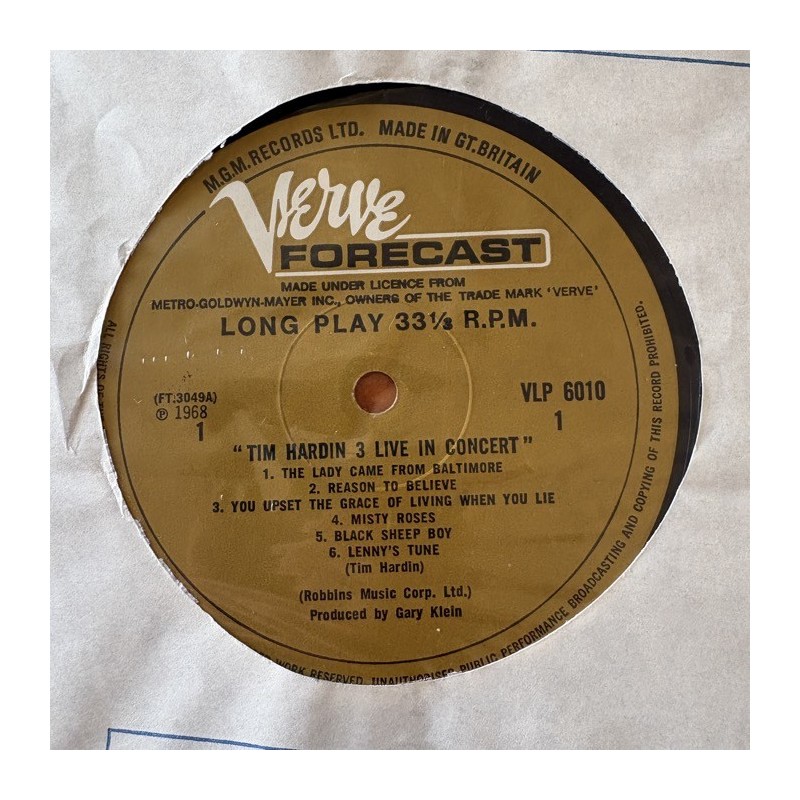 M.G.M. RECORDS LTD. MADE IN GT. BRITAIN
Verve
FORECAST
MADE UNDER LICENCE FROM
METRO-GOLDWYN-MAYER INC., OWNERS OF THE TRADE MARK 'VERVE'
LONG PLAY 33⅓ R.P.M.
(FT.3049A)
℗ 1968
1
VLP 6010
1
"TIM HARDIN 3 LIVE IN CONCERT"
1. THE LADY CAME FROM BALTIMORE
2. REASON TO BELIEVE
3. YOU UPSET THE GRACE OF LIVING WHEN YOU LIE
4. MISTY ROSES
5. BLACK SHEEP BOY
6. LENNY'S TUNE
(Tim Hardin)
(Robbins Music Corp. Ltd.)
Produced by Gary Klein
ALL RIGHTS OF WORK RESERVED. UNAUTHORISED PUBLIC PERFORMANCE BROADCASTING AND COPYING OF THIS RECORD PROHIBITED.